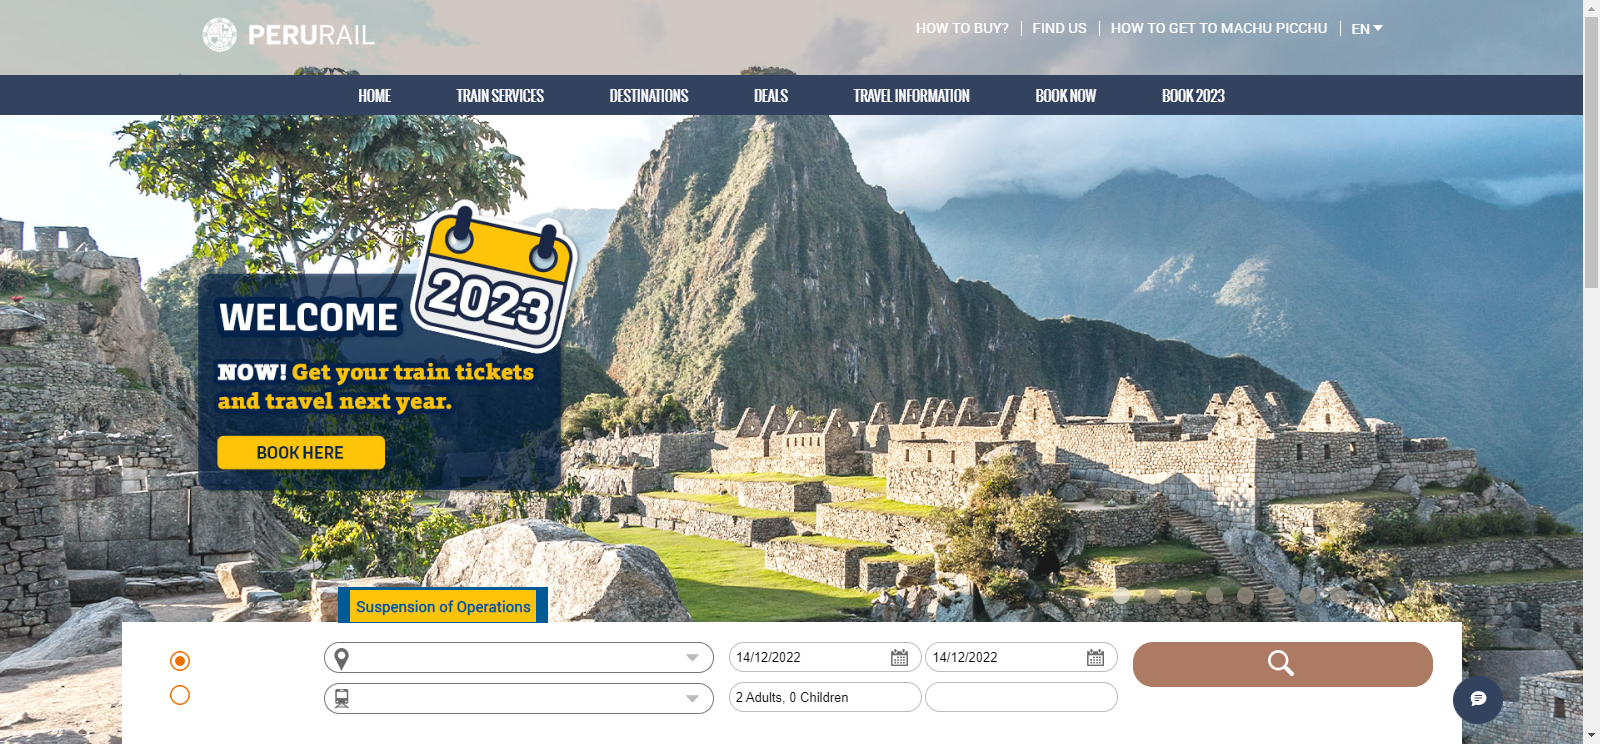 PERURAIL
HOW TO BUY?
FIND US
HOW TO GET TO MACHU PICCHU
EN
HOME
TRAIN SERVICES
DESTINATIONS
DEALS
TRAVEL INFORMATION
BOOK NOW
BOOK 2023
2023
WELCOME
NOW! Get your train tickets
and travel next year.
BOOK HERE
Suspension of Operations
14/12/2022
14/12/2022
2 Adults, 0 Children